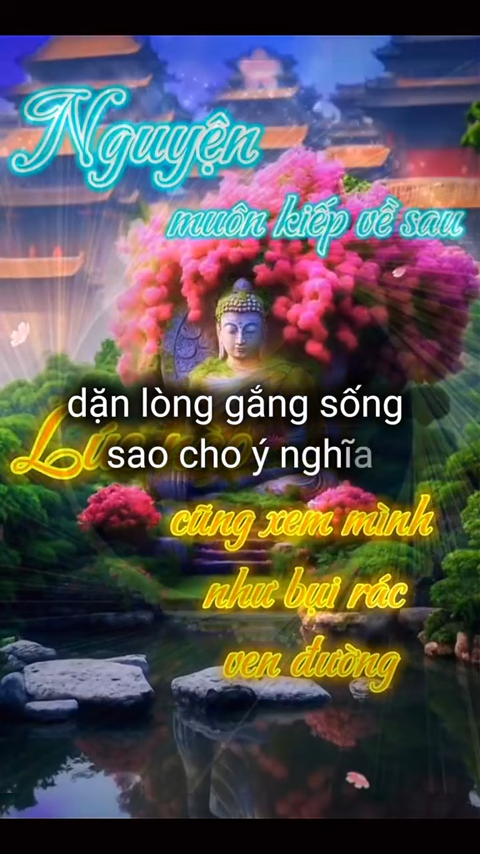 Nguyện
muôn kiếp về sau
dặn lòng gắng sống
sao cho ý nghĩa
cũng xem mình
như bụi rác
ven đường